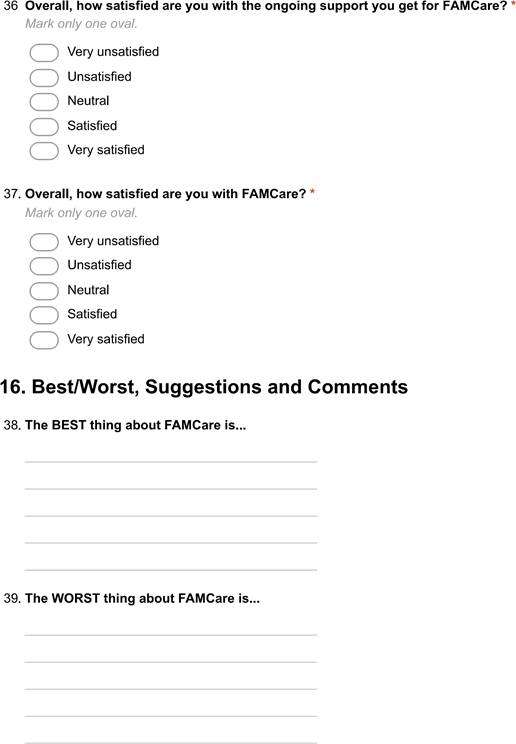 36 Overall, how satisfied are you with the ongoing support you get for FAMCare? *
Mark only one oval.
Very unsatisfied
Unsatisfied
Neutral
Satisfied
Very satisfied
37. Overall, how satisfied are you with FAMCare? *
Mark only one oval.
Very unsatisfied
Unsatisfied
Neutral
Satisfied
Very satisfied
16. Best/Worst, Suggestions and Comments
38. The BEST thing about FAMCare is...
39. The WORST thing about FAMCare is...